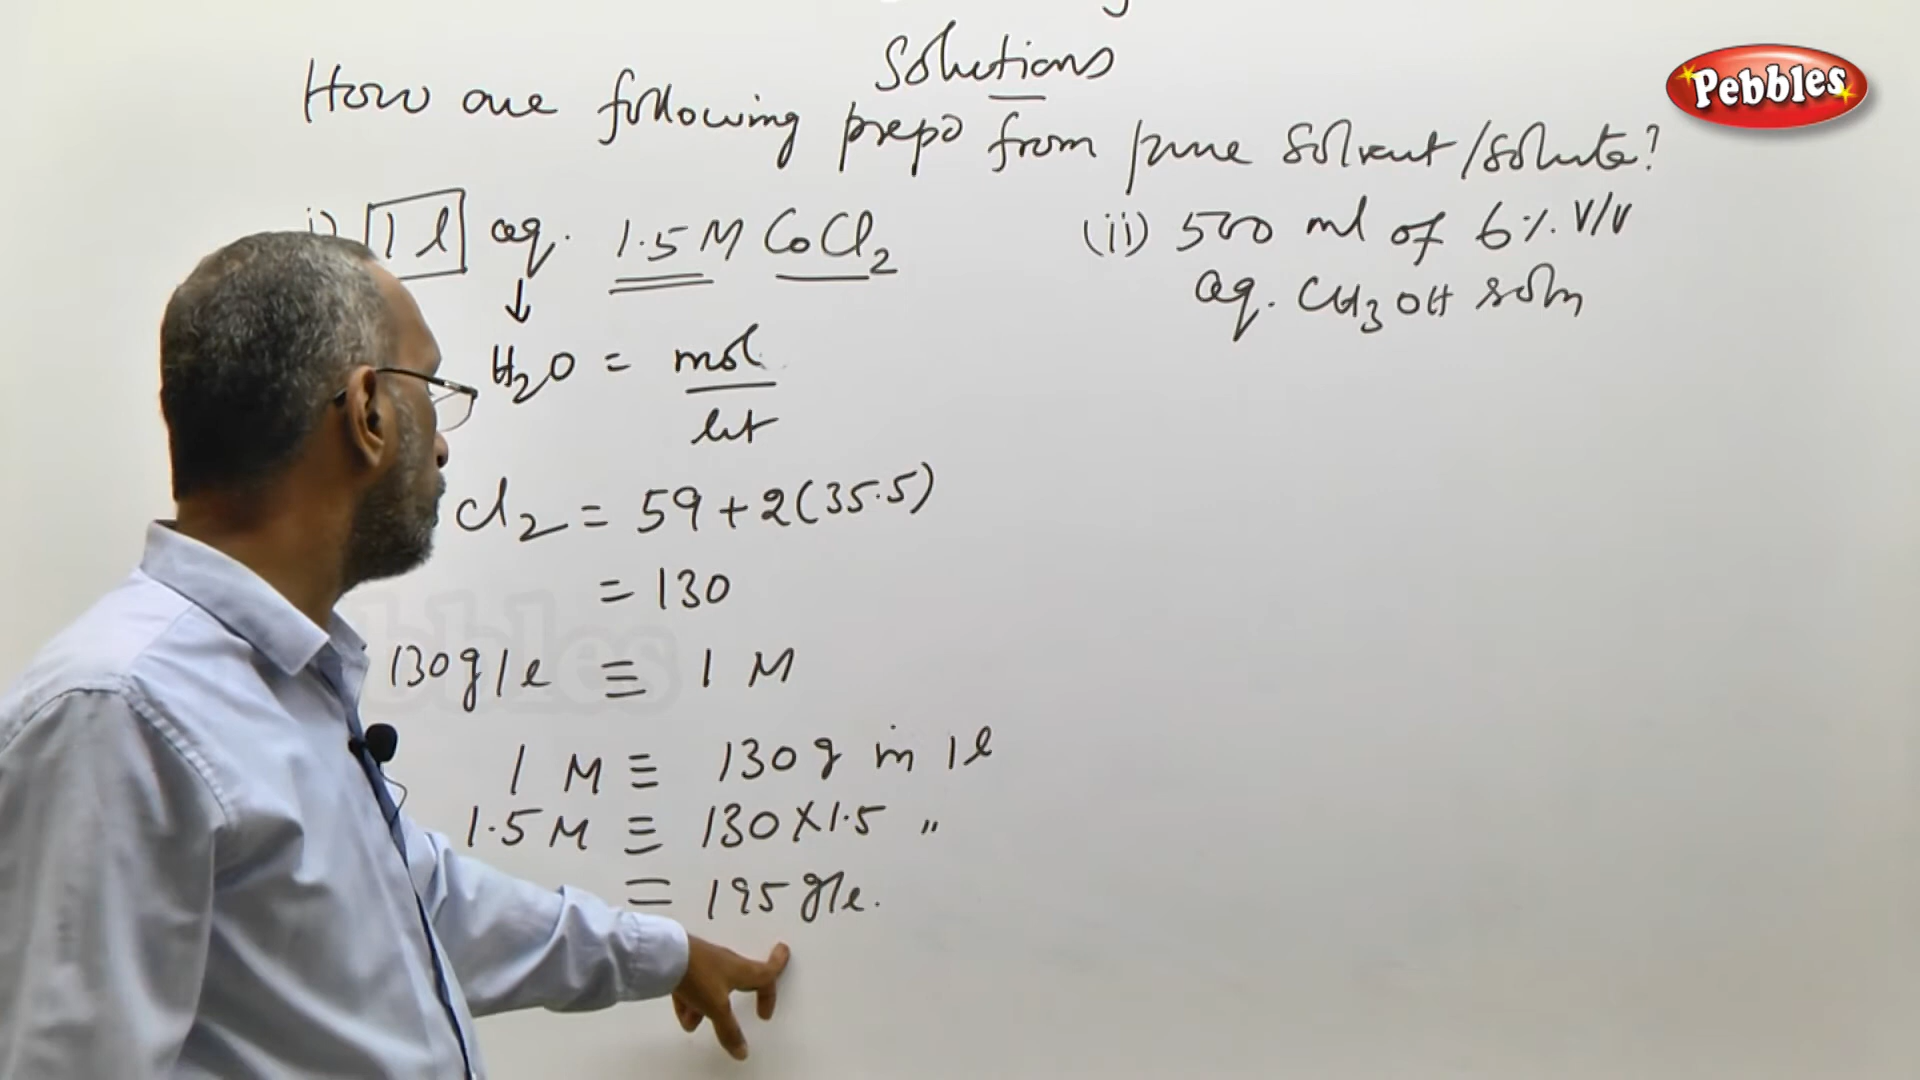 Solutions
How are following prepd from pure solvent/solute?
i) 1 l aq. 1.5 M CoCl2
H2O = mol
lit
Cl2 = 59 + 2(35.5)
= 130
130g/l ≡ 1 M
1 M ≡ 130g in 1l
1.5 M ≡ 130 X 1.5 "
= 195 g/l.
(ii) 500 ml of 6% V/V
aq. CH3OH soln
Pebbles